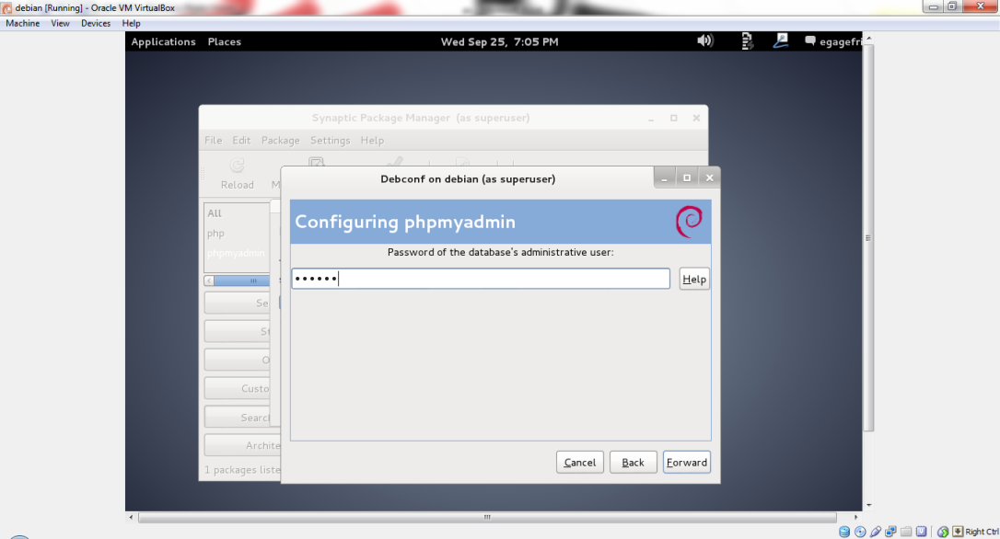 debian [Running] - Oracle VM VirtualBox
Machine View Devices Help
Applications Places Wed Sep 25, 7:05 PM egagefri
Synaptic Package Manager (as superuser)
File Edit Package Settings Help
Reload M
Debconf on debian (as superuser)
All
php
phpmyadmin
Configuring phpmyadmin
Password of the database's administrative user:
Help
Se
St
O
Custo
Searc
Archite
1 packages liste
Cancel Back Forward
Right Ctrl